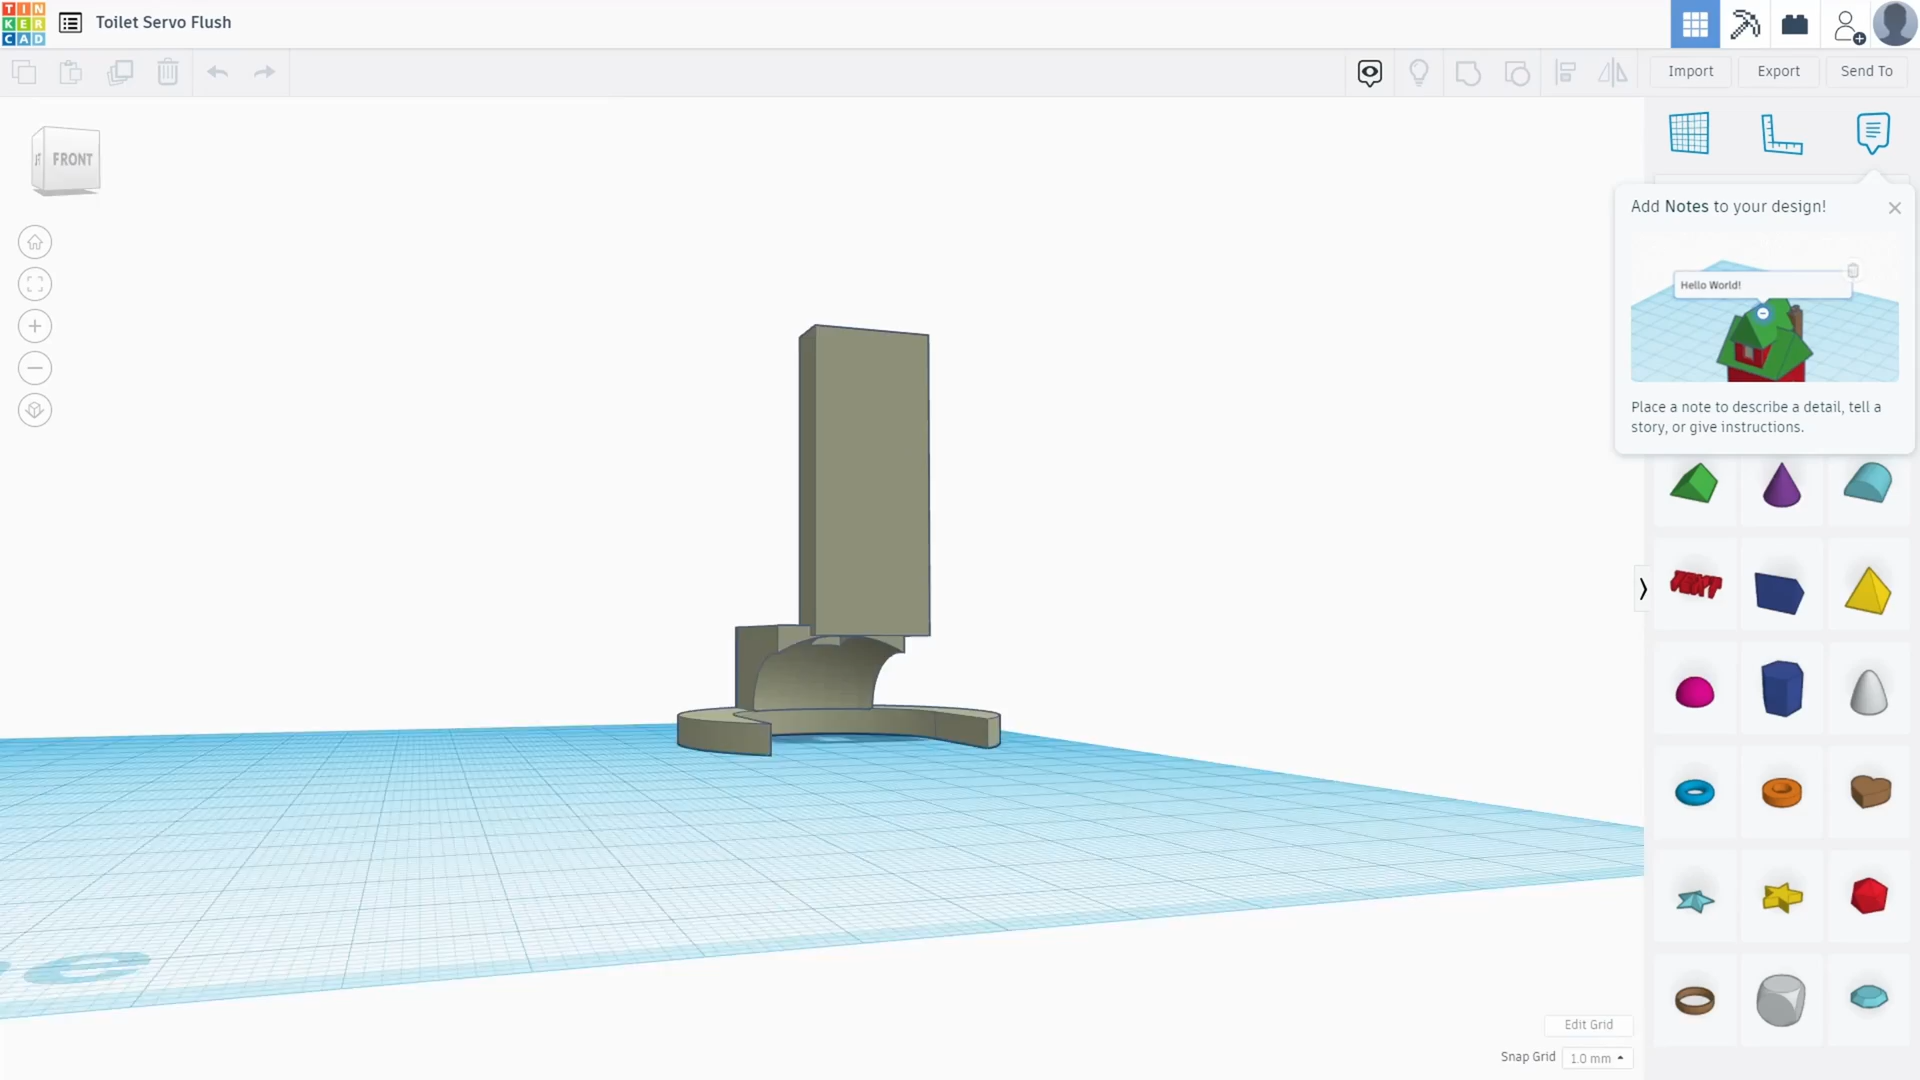 TIN
KER
CAD
Toilet Servo Flush
Import
Export
Send To
FRONT
Add Notes to your design!
Hello World!
Place a note to describe a detail, tell a
story, or give instructions.
TEXT
Edit Grid
Snap Grid
1.0 mm